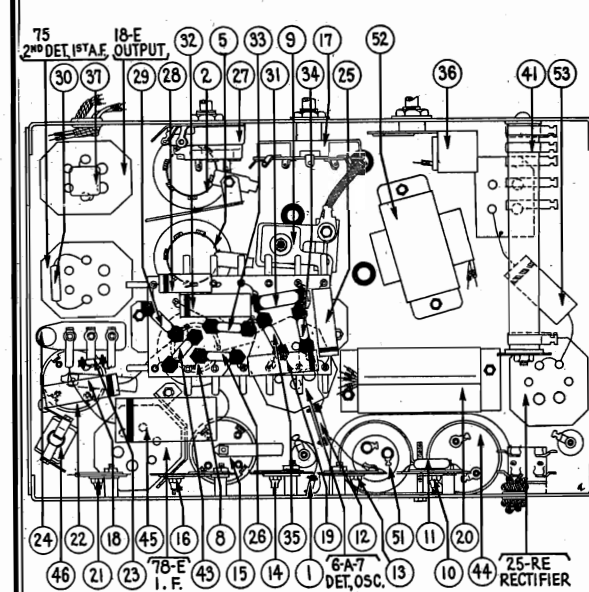 75
2ND DET, 1ST A.F.
18-E
OUTPUT,
32 5 33 9 17 52
30 37 29 28 2 27 31 34 25 36 41 53
24 22 18 45 16 8 26 35 19 12 51 11 20
46 21 23 43 15 14 1 13 10 44
78-E
I. F.
6-A-7
DET, OSC.
25-RE
RECTIFIER